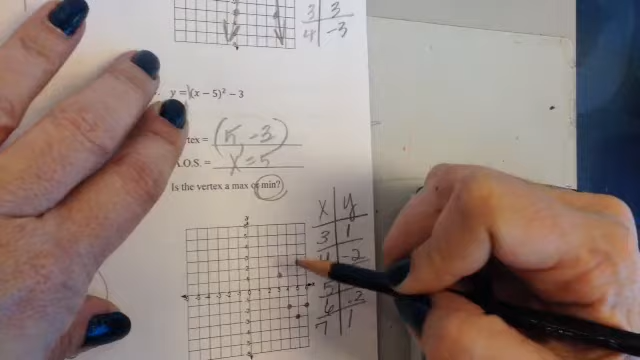 3 3
4 -3
y = (x − 5)² − 3
tex = (5, -3)
A.O.S. = x = 5
Is the vertex a max or min?
x y
3 1
4 -2
5
6 -2
7 1